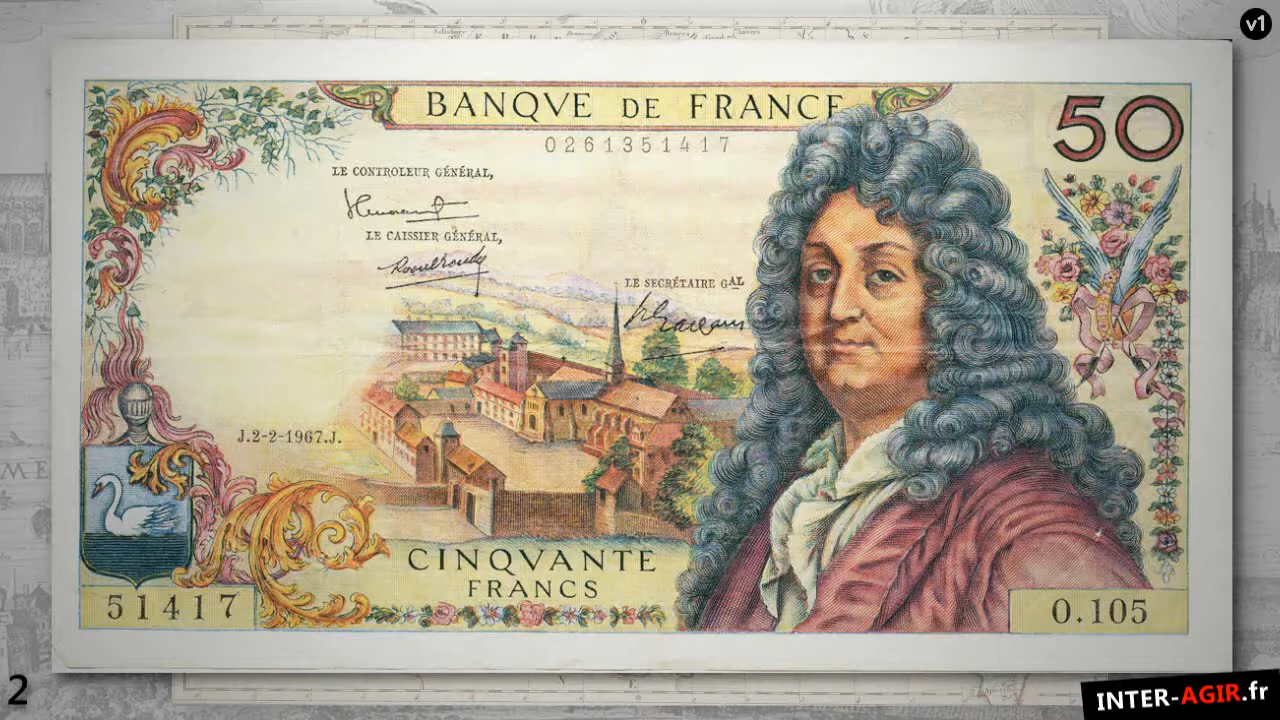 v1
BANQVE DE FRANCE
50
0261351417
LE CONTROLEUR GÉNÉRAL,
LE CAISSIER GÉNÉRAL,
LE SECRÉTAIRE GAL
J.2-2-1967.J.
CINQVANTE
FRANCS
51417
O.105
2
INTER-AGIR.fr